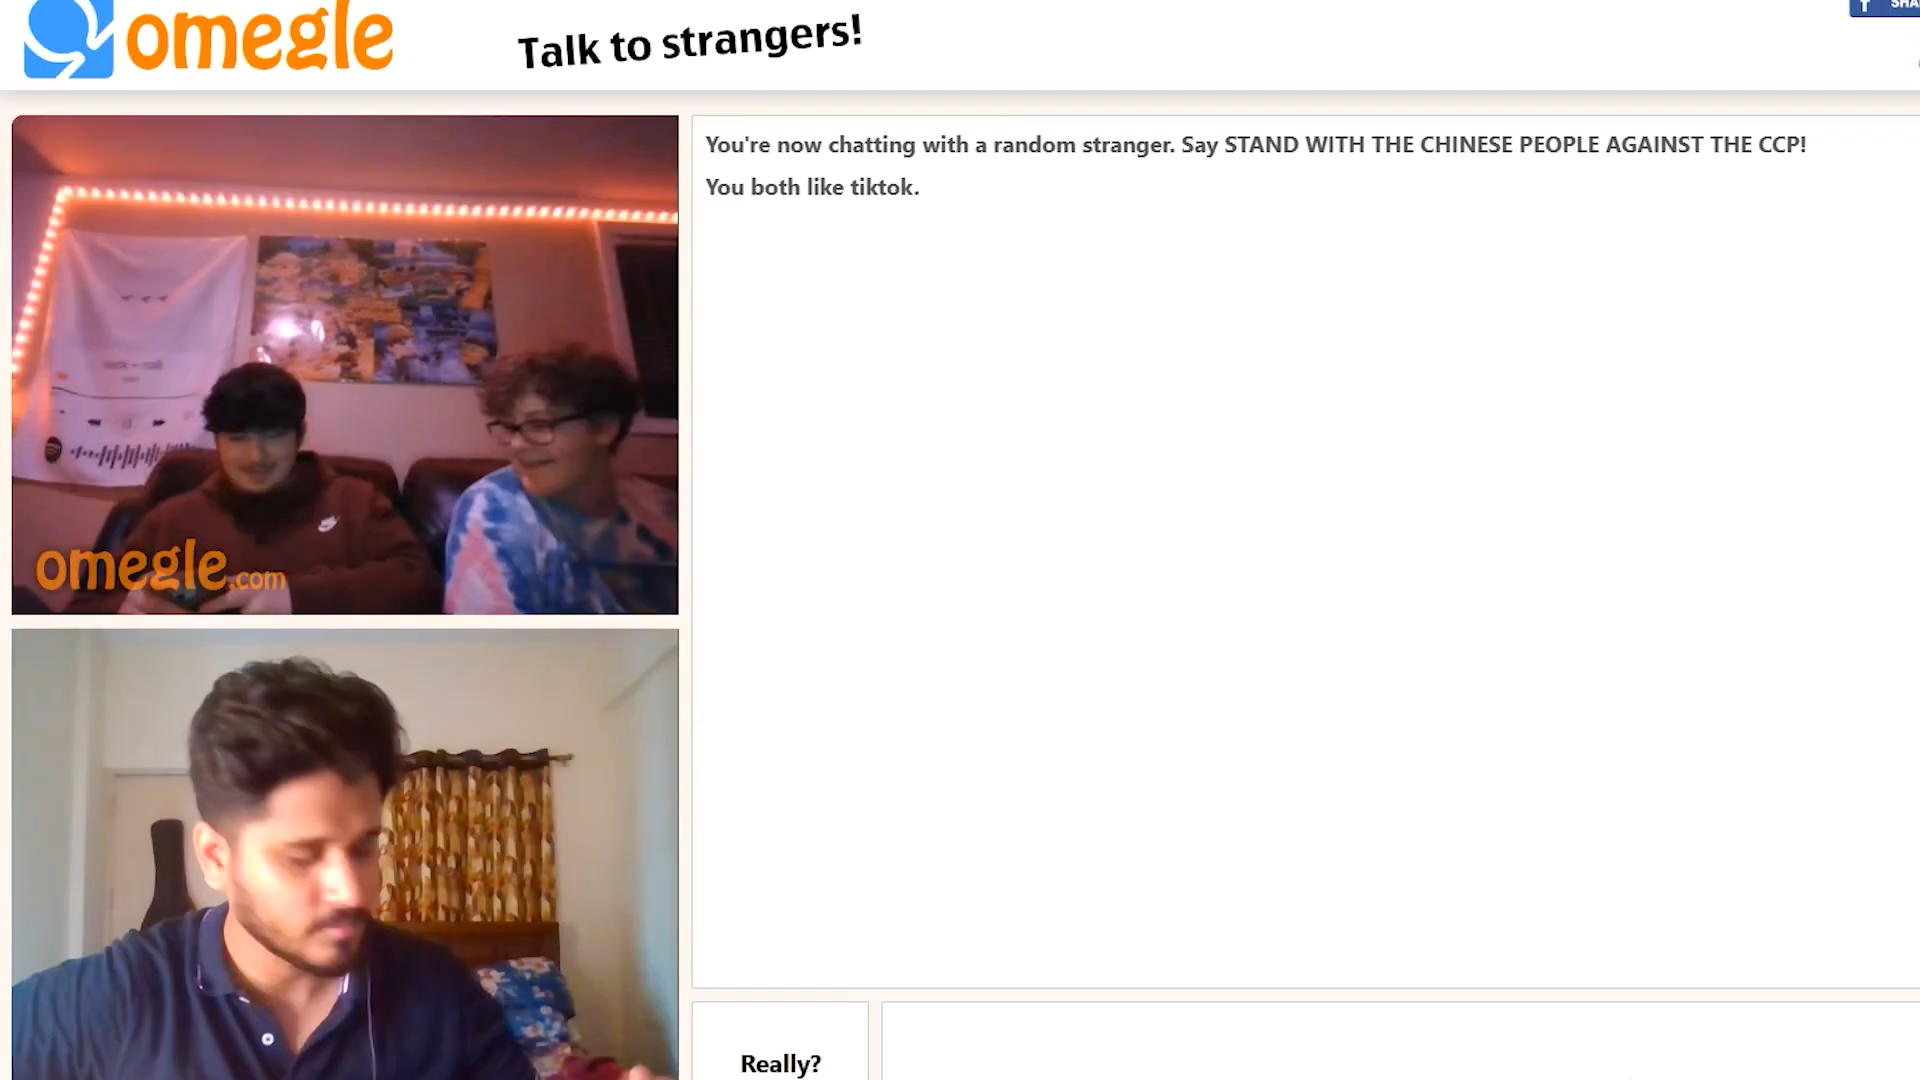 omegle
Talk to strangers!
You're now chatting with a random stranger. Say STAND WITH THE CHINESE PEOPLE AGAINST THE CCP!
You both like tiktok.
omegle.com
Really?